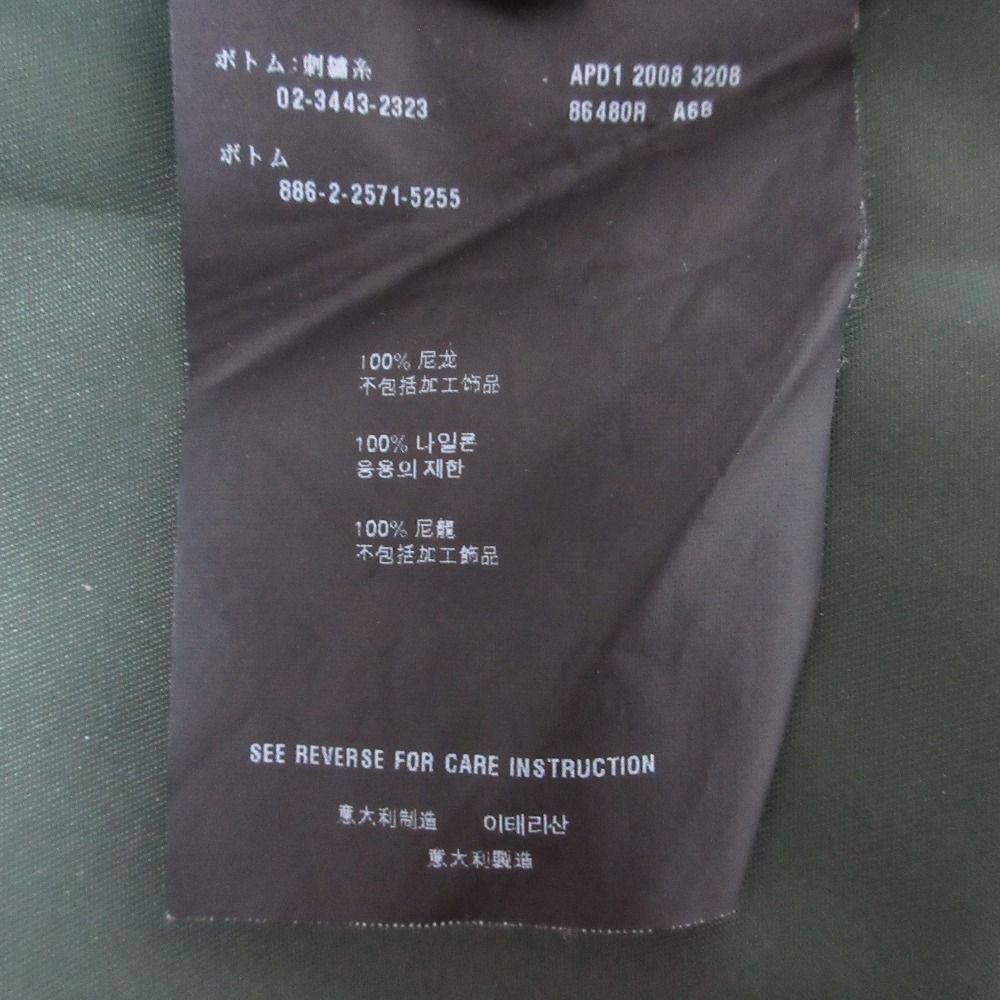 ボトム:刺繍糸
02-3443-2323
APD1 2008 3208
86480R A68
ボトム
886-2-2571-5255
100% 尼龙
不包括加工饰品
100% 나일론
응용의 재한
100% 尼龍
不包括加工飾品
SEE REVERSE FOR CARE INSTRUCTION
意大利制造 이태리산
意大利製造